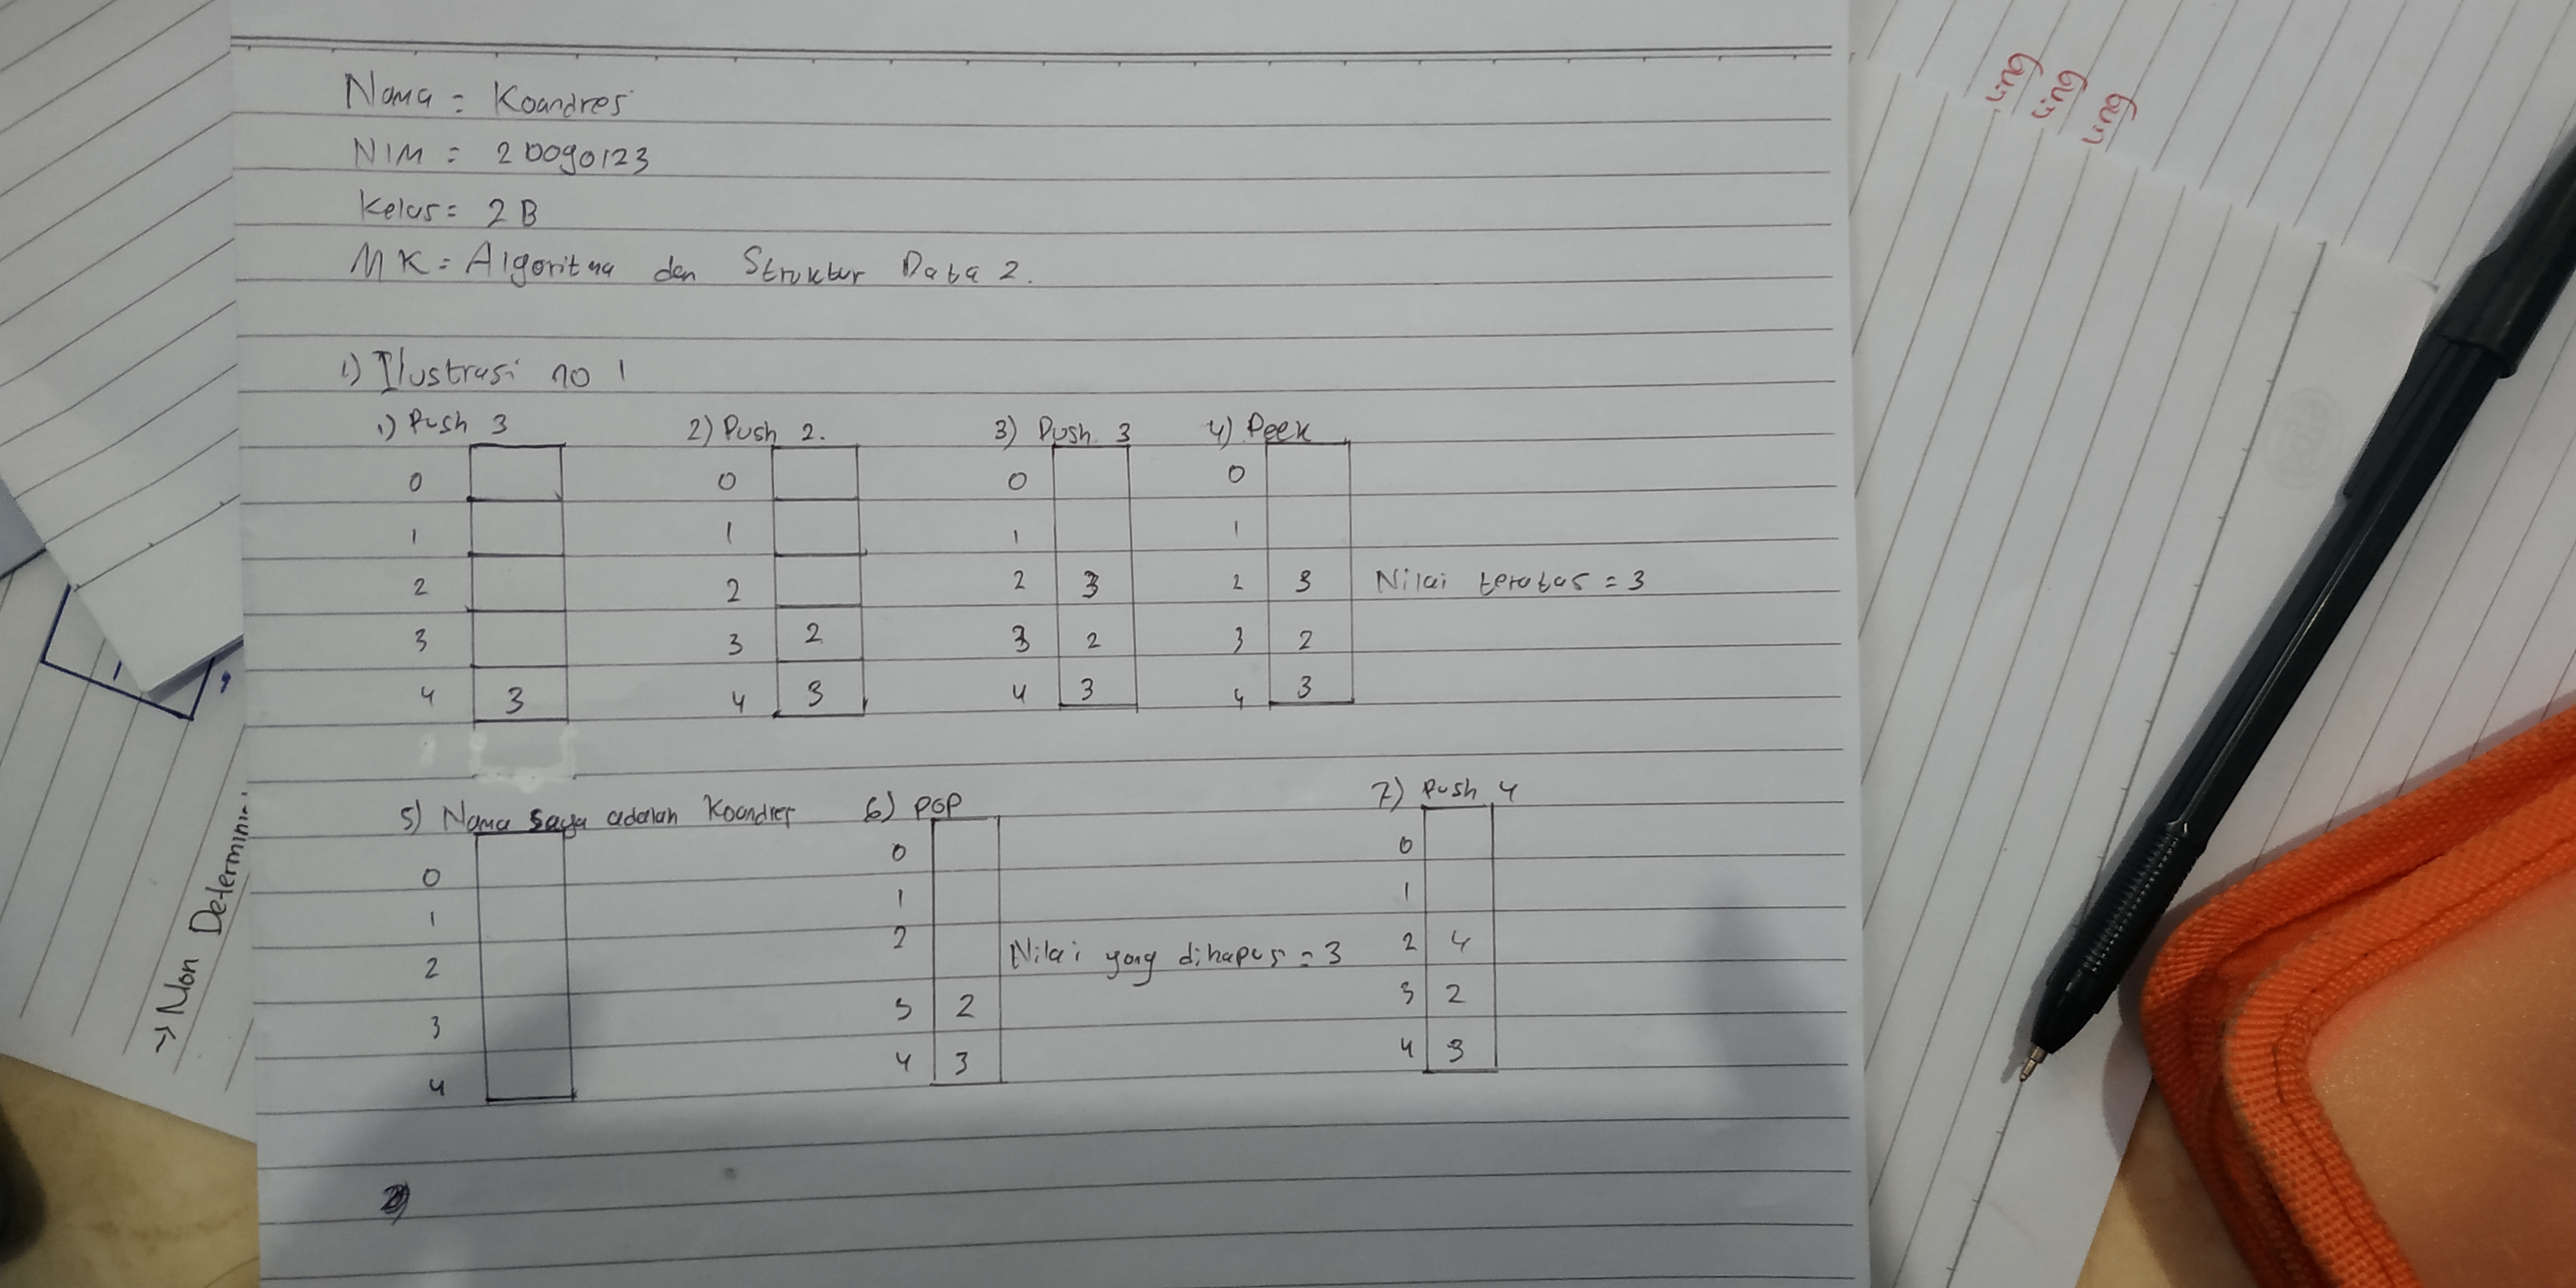 Nama = Koandres
NIM = 20090123
Kelas = 2B
MK = Algoritma dan Struktur Data 2.
1) Ilustrasi no 1
1) Push 3 2) Push 2. 3) Push 3 4) Peek
0 0 0 0
1 1 1 1
2 2 2 3 2 3 Nilai teratas = 3
3 3 2 3 2 3 2
4 3 4 3 4 3 4 3
5) Nama saya adalah Koandres 6) POP 7) Push 4
0 0 0
1 1 1
2 2 Nilai yang dihapus = 3 2 4
3 3 2 3 2
4 4 3 4 3
→ Non
ling
ling
ling